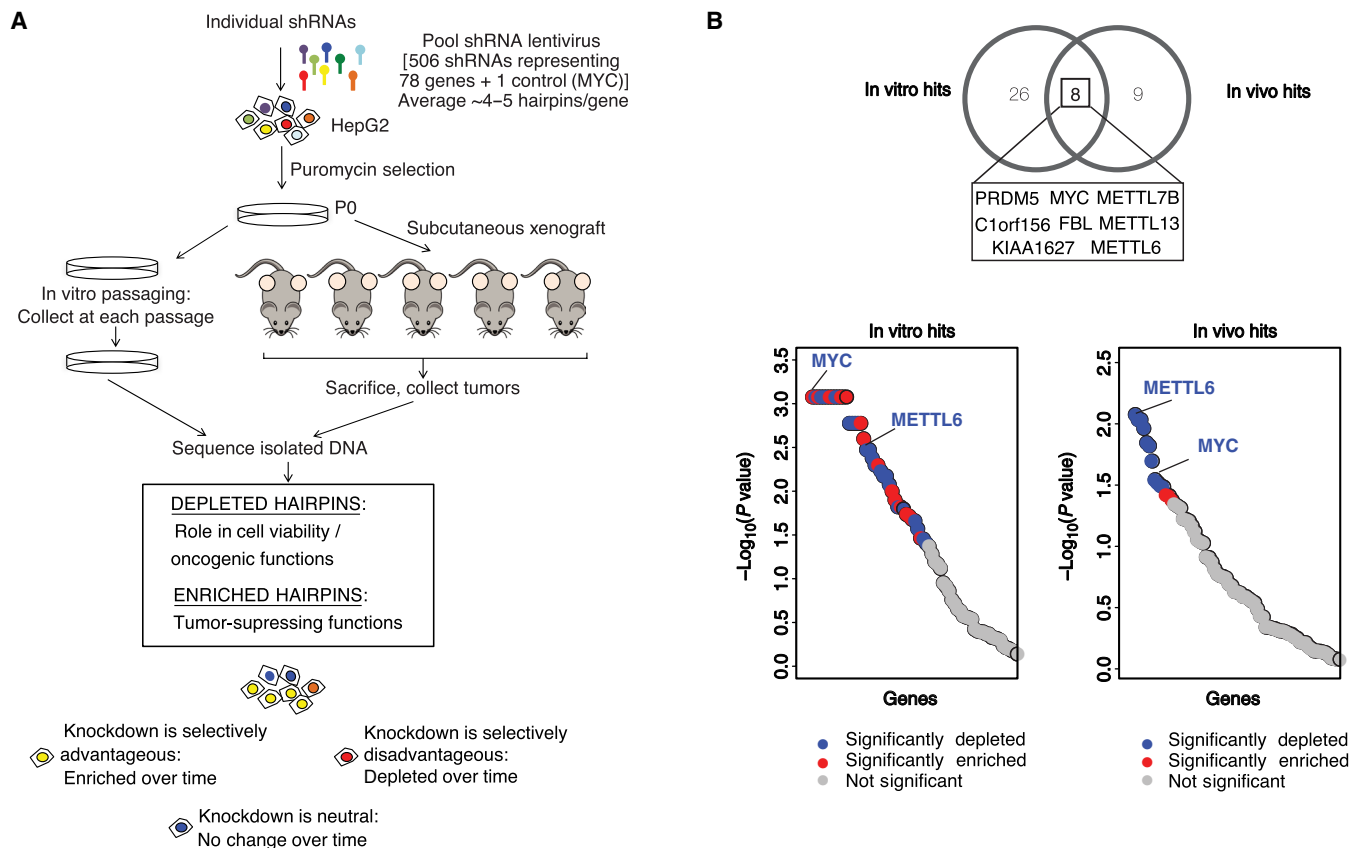 A
Individual shRNAs
Pool shRNA lentivirus
[506 shRNAs representing
78 genes + 1 control (MYC)]
Average ~4–5 hairpins/gene
HepG2
Puromycin selection
P0
Subcutaneous xenograft
In vitro passaging:
Collect at each passage
Sacrifice, collect tumors
Sequence isolated DNA
DEPLETED HAIRPINS:
Role in cell viability /
oncogenic functions
ENRICHED HAIRPINS:
Tumor-supressing functions
Knockdown is selectively
advantageous:
Enriched over time
Knockdown is selectively
disadvantageous:
Depleted over time
Knockdown is neutral:
No change over time
B
In vitro hits
26
8
9
In vivo hits
PRDM5 MYC METTL7B
C1orf156 FBL METTL13
KIAA1627 METTL6
In vitro hits
–Log10(P value)
3.5
3.0
2.5
2.0
1.5
1.0
0.5
0.0
MYC
METTL6
Genes
Significantly depleted
Significantly enriched
Not significant
In vivo hits
–Log10(P value)
2.5
2.0
1.5
1.0
0.5
0.0
METTL6
MYC
Genes
Significantly depleted
Significantly enriched
Not significant